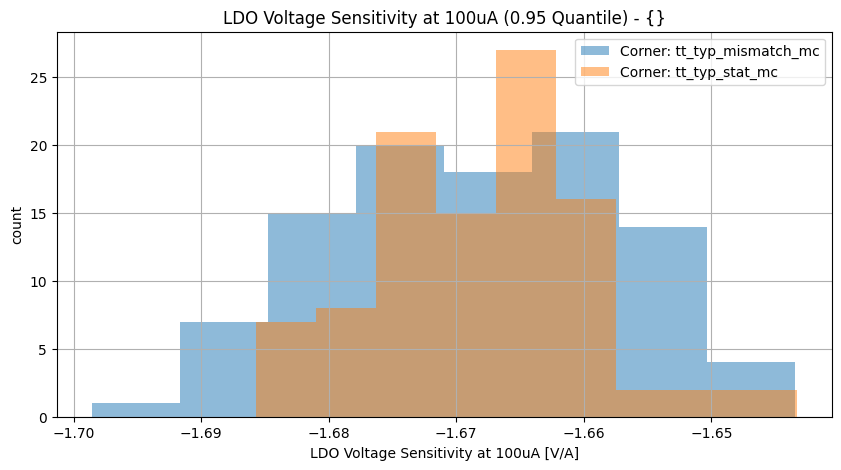 LDO Voltage Sensitivity at 100uA (0.95 Quantile) - {}
Corner: tt_typ_mismatch_mc
Corner: tt_typ_stat_mc
count
25
20
15
10
5
0
−1.70 −1.69 −1.68 −1.67 −1.66 −1.65
LDO Voltage Sensitivity at 100uA [V/A]